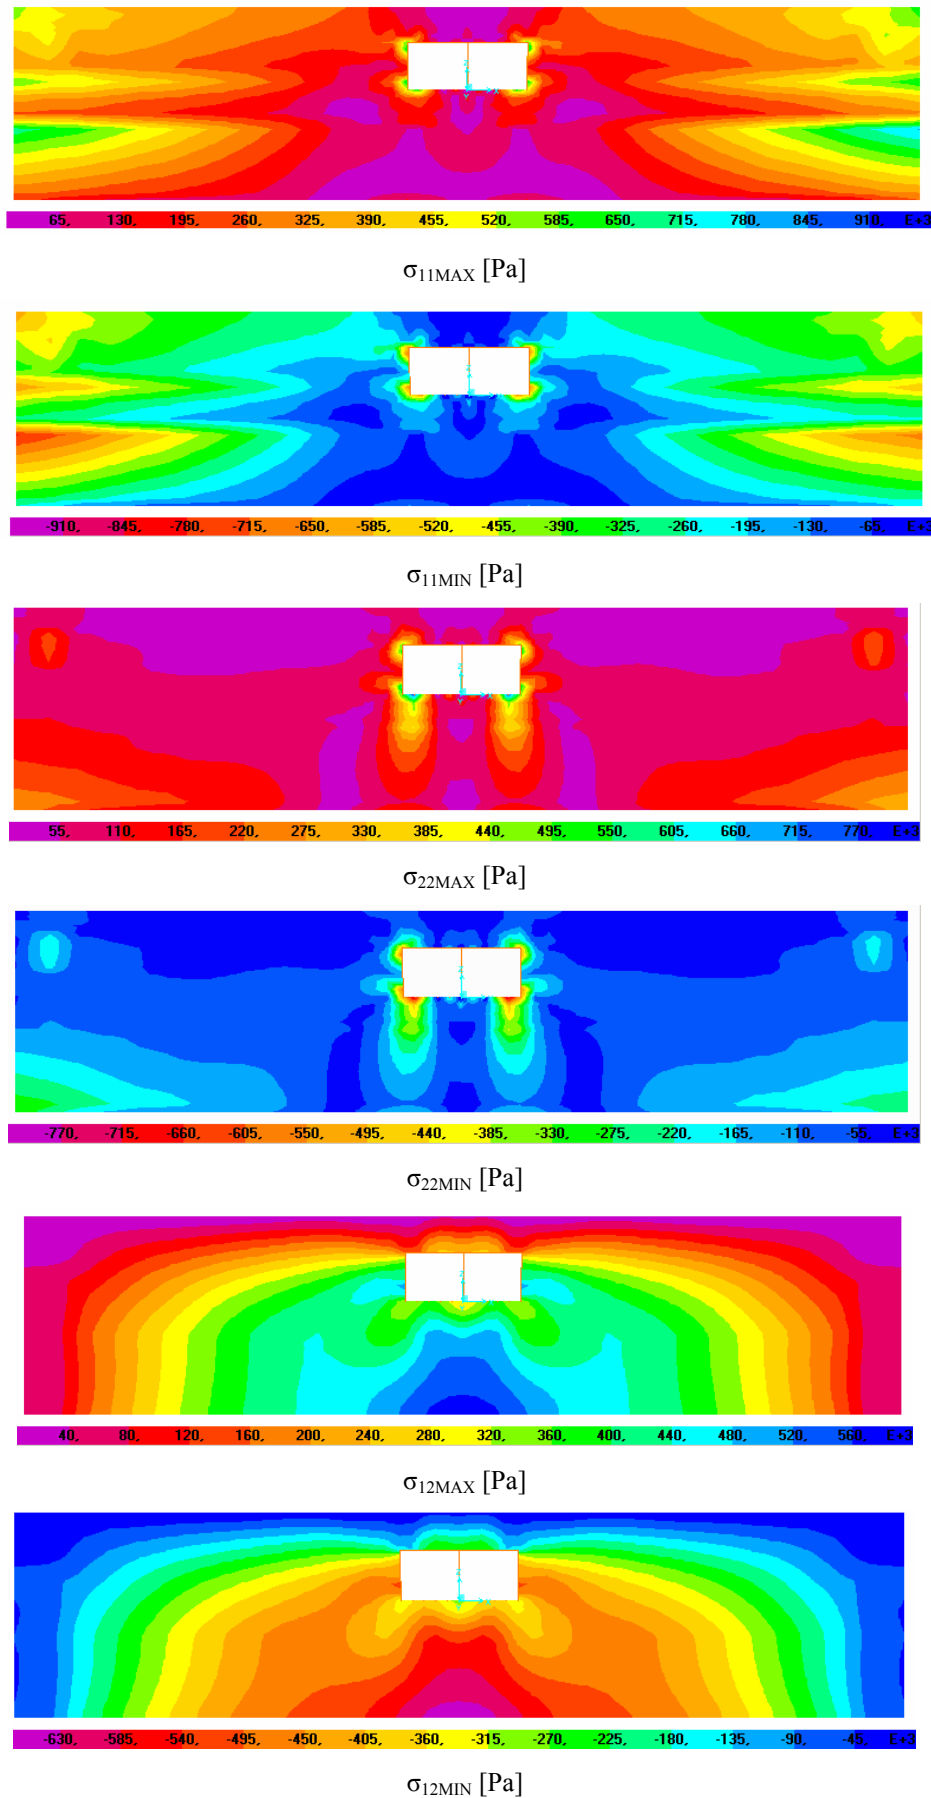 65, 130, 195, 260, 325, 390, 455, 520, 585, 650, 715, 780, 845, 910, E+3
σ11MAX [Pa]
-910, -845, -780, -715, -650, -585, -520, -455, -390, -325, -260, -195, -130, -65, E+3
σ11MIN [Pa]
55, 110, 165, 220, 275, 330, 385, 440, 495, 550, 605, 660, 715, 770, E+3
σ22MAX [Pa]
-770, -715, -660, -605, -550, -495, -440, -385, -330, -275, -220, -165, -110, -55, E+3
σ22MIN [Pa]
40, 80, 120, 160, 200, 240, 280, 320, 360, 400, 440, 480, 520, 560, E+3
σ12MAX [Pa]
-630, -585, -540, -495, -450, -405, -360, -315, -270, -225, -180, -135, -90, -45, E+3
σ12MIN [Pa]